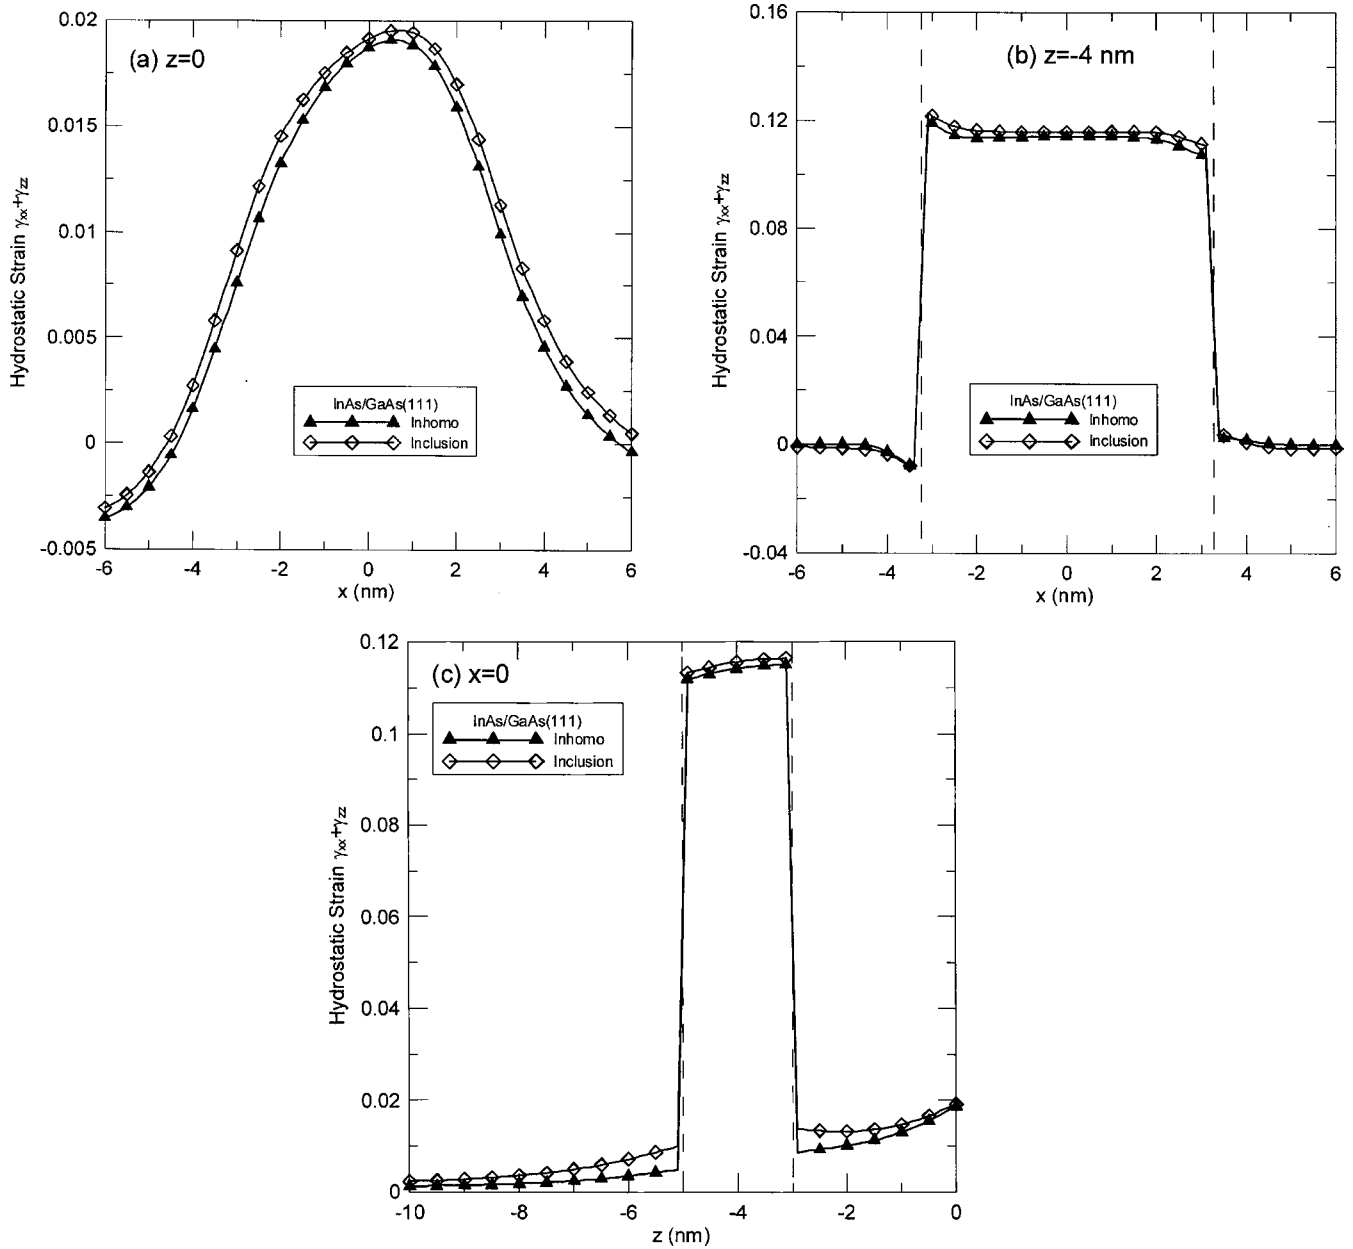 (a) z=0
Hydrostatic Strain γxx+γzz
0.02
0.015
0.01
0.005
0
-0.005
InAs/GaAs(111)
Inhomo
Inclusion
-6 -4 -2 0 2 4 6
x (nm)
(b) z=-4 nm
Hydrostatic Strain γxx+γzz
0.16
0.12
0.08
0.04
0
-0.04
InAs/GaAs(111)
Inhomo
Inclusion
-6 -4 -2 0 2 4 6
x (nm)
(c) x=0
Hydrostatic Strain γxx+γzz
0.12
0.1
0.08
0.06
0.04
0.02
0
InAs/GaAs(111)
Inhomo
Inclusion
-10 -8 -6 -4 -2 0
z (nm)